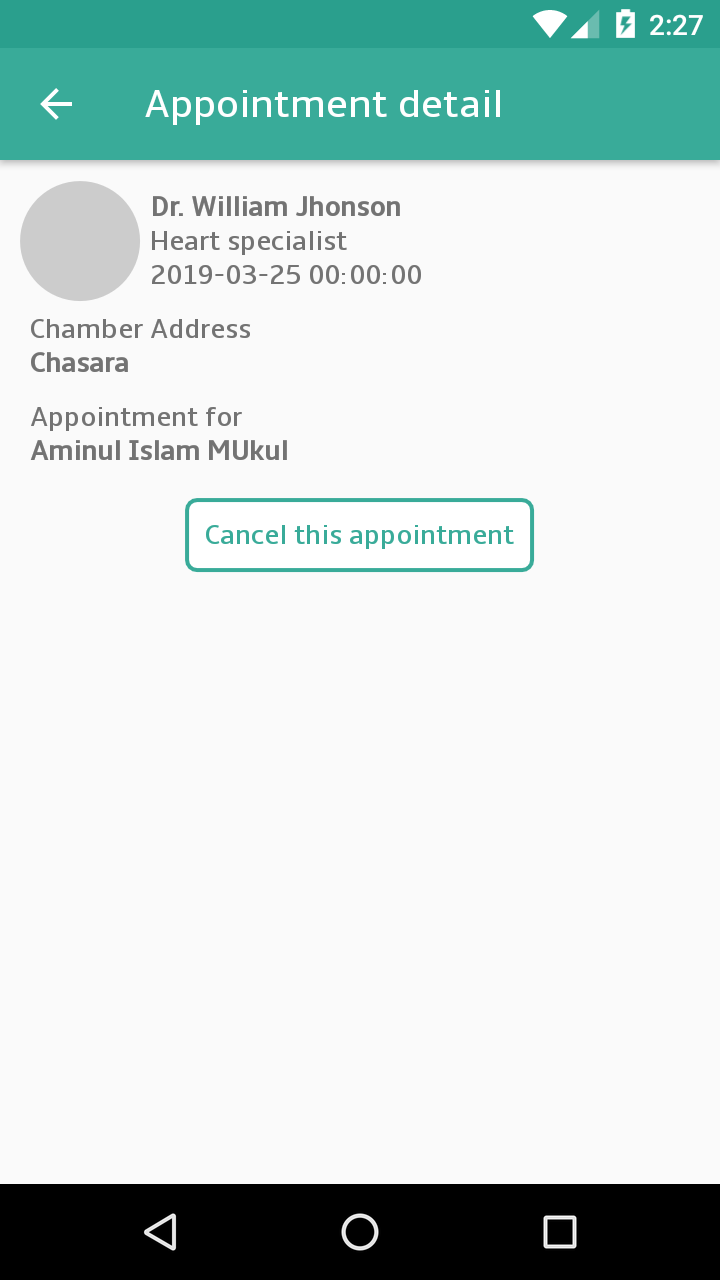 2:27
Appointment detail
Dr. William Jhonson
Heart specialist
2019-03-25 00:00:00
Chamber Address
Chasara
Appointment for
Aminul Islam MUkul
Cancel this appointment